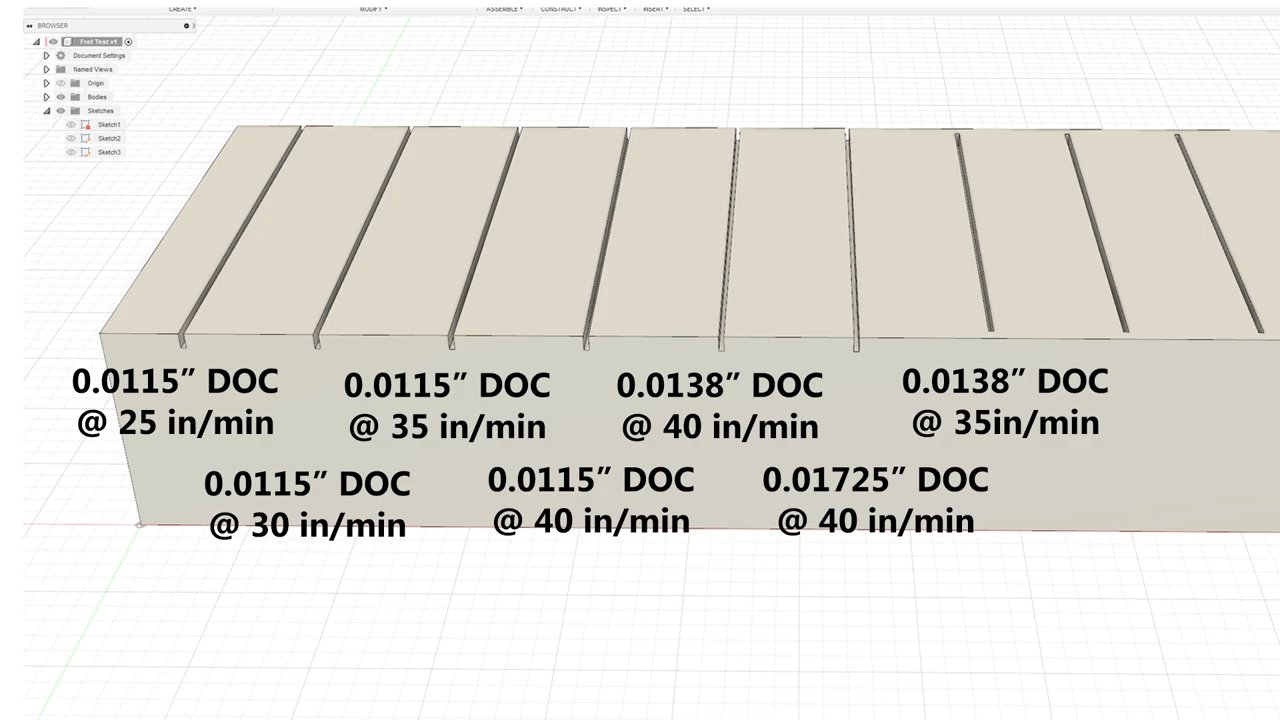 CREATE MODIFY ASSEMBLE CONSTRUCT INSPECT INSERT SELECT
BROWSER
Fret Test v1
Document Settings
Named Views
Origin
Bodies
Sketches
Sketch1
Sketch2
Sketch3
0.0115” DOC
@ 25 in/min
0.0115” DOC
@ 30 in/min
0.0115” DOC
@ 35 in/min
0.0115” DOC
@ 40 in/min
0.0138” DOC
@ 40 in/min
0.01725” DOC
@ 40 in/min
0.0138” DOC
@ 35in/min